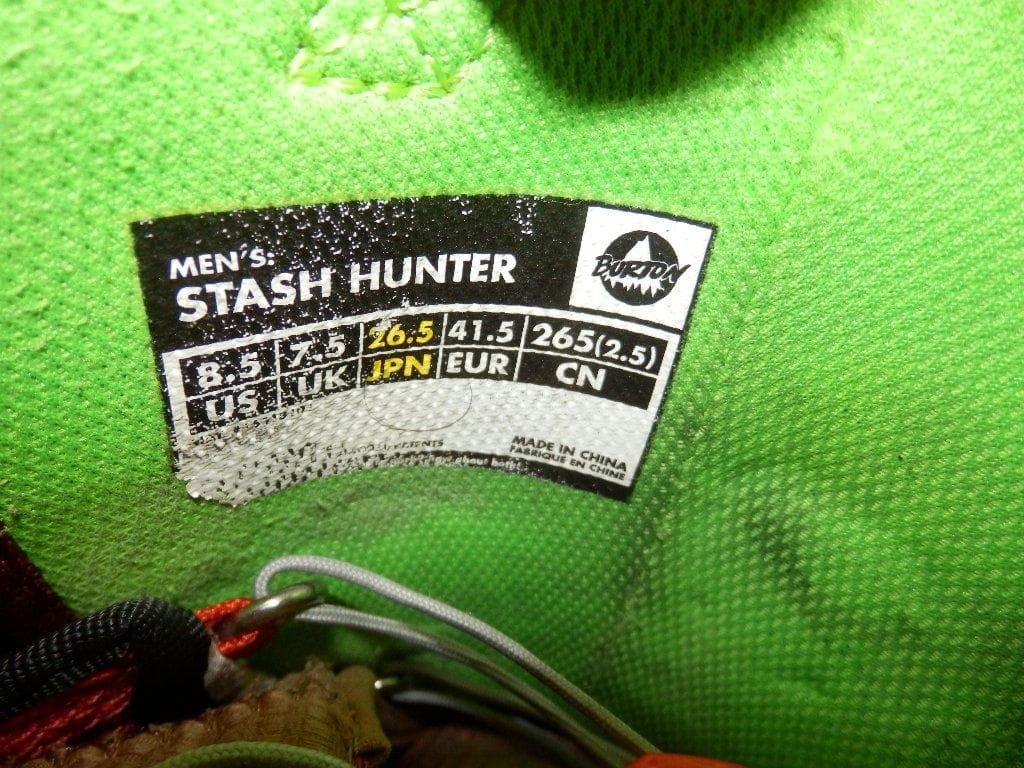 MEN'S:
STASH HUNTER
BURTON
8.5 7.5 26.5 41.5 265(2.5)
US UK JPN EUR CN
MADE IN CHINA
FABRIQUE EN CHINE